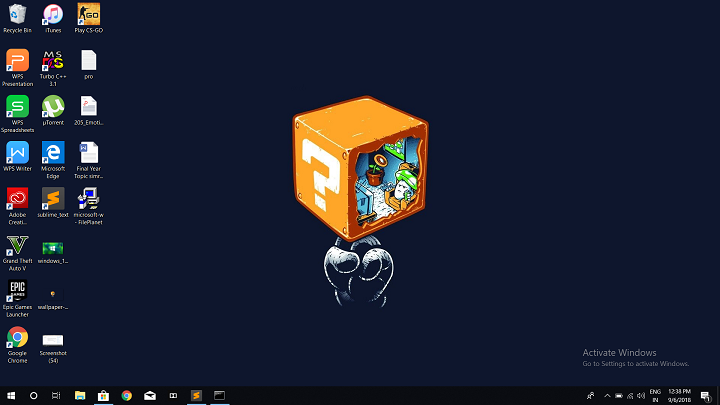 Recycle Bin
iTunes
Play CS-GO
WPS
Presentation
Turbo C++
3.1
pro
WPS
Spreadsheets
µTorrent
205_Emoti...
WPS Writer
Microsoft
Edge
Final Year
Topic simr...
Adobe
Creati...
sublime_text
microsoft-w
- FilePlanet
Grand Theft
Auto V
windows_1...
Epic Games
Launcher
wallpaper-...
Google
Chrome
Screenshot
(54)
?
Activate Windows
Go to Settings to activate Windows.
ENG
IN
12:38 PM
9/6/2018